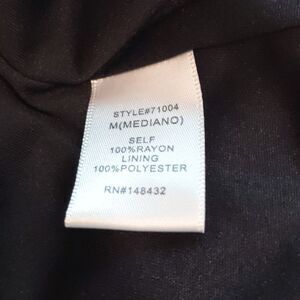 STYLE#71004
M(MEDIANO)
SELF
100%RAYON
LINING
100%POLYESTER
RN#148432